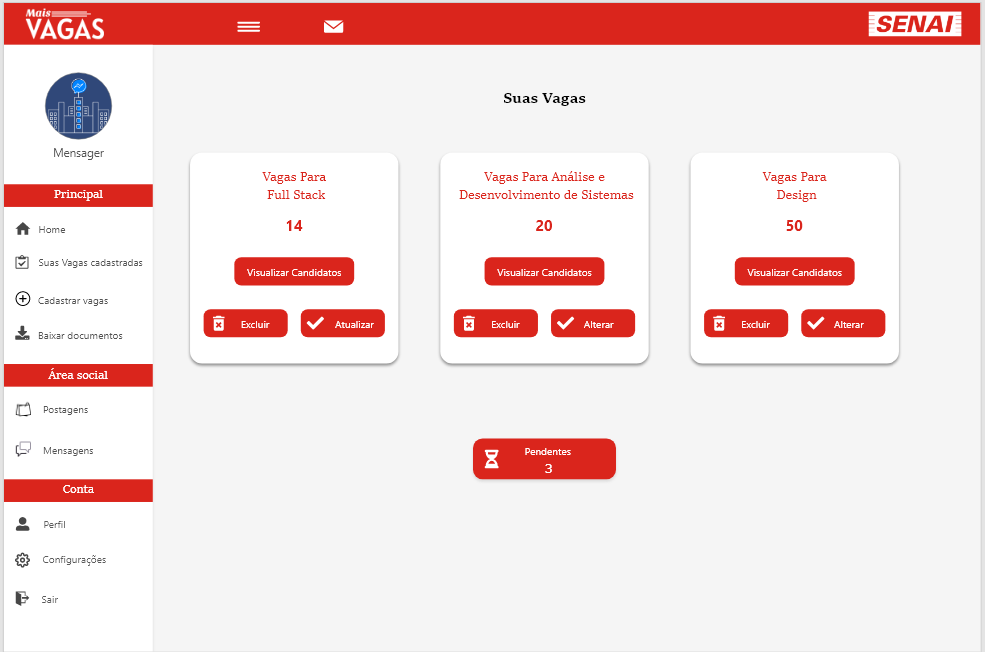 Mais
VAGAS
SENAI
Mensager
Principal
Home
Suas Vagas cadastradas
Cadastrar vagas
Baixar documentos
Área social
Postagens
Mensagens
Conta
Perfil
Configurações
Sair
Suas Vagas
Vagas Para
Full Stack
14
Visualizar Candidatos
Excluir
Atualizar
Vagas Para Análise e
Desenvolvimento de Sistemas
20
Visualizar Candidatos
Excluir
Alterar
Vagas Para
Design
50
Visualizar Candidatos
Excluir
Alterar
Pendentes
3